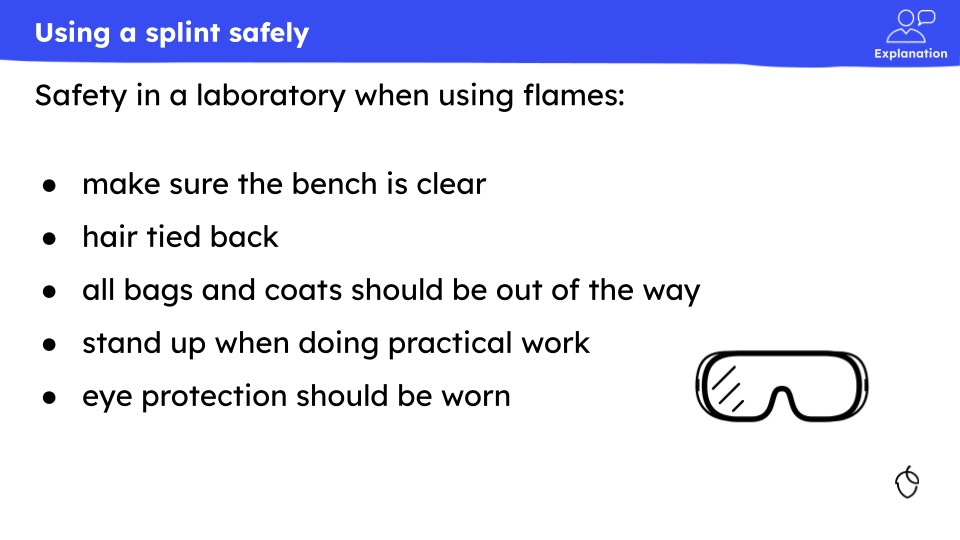 Using a splint safely
Explanation
Safety in a laboratory when using flames:
● make sure the bench is clear
● hair tied back
● all bags and coats should be out of the way
● stand up when doing practical work
● eye protection should be worn